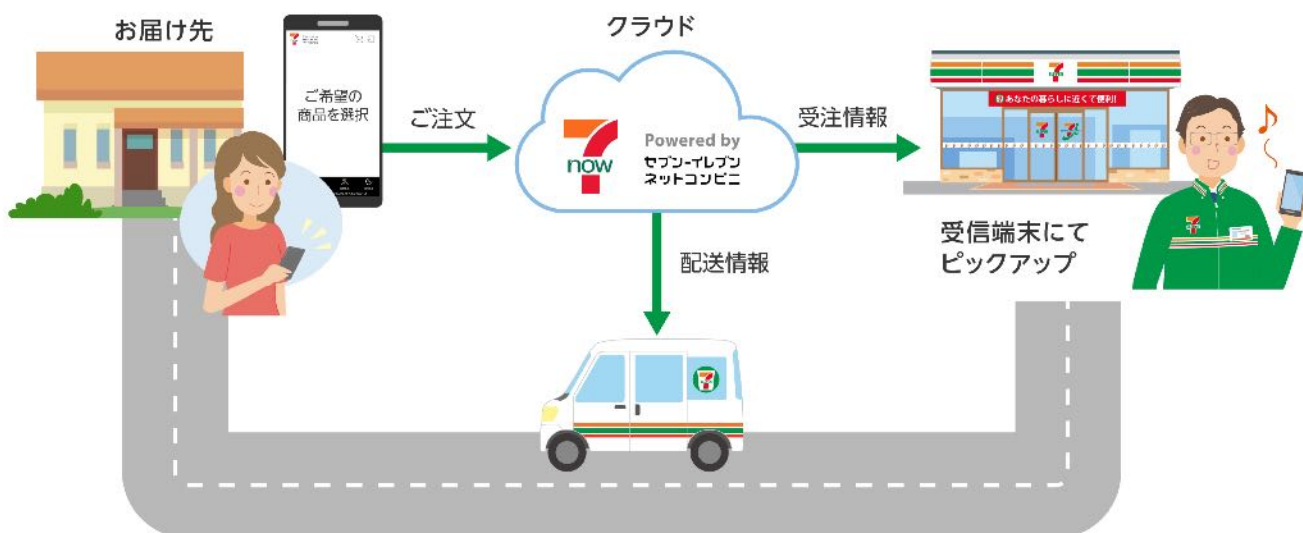 お届け先
ご希望の
商品を選択
ご注文
クラウド
7
now
Powered by
セブン-イレブン
ネットコンビニ
受注情報
配送情報
あなたの暮らしに近くて便利!
受信端末にて
ピックアップ